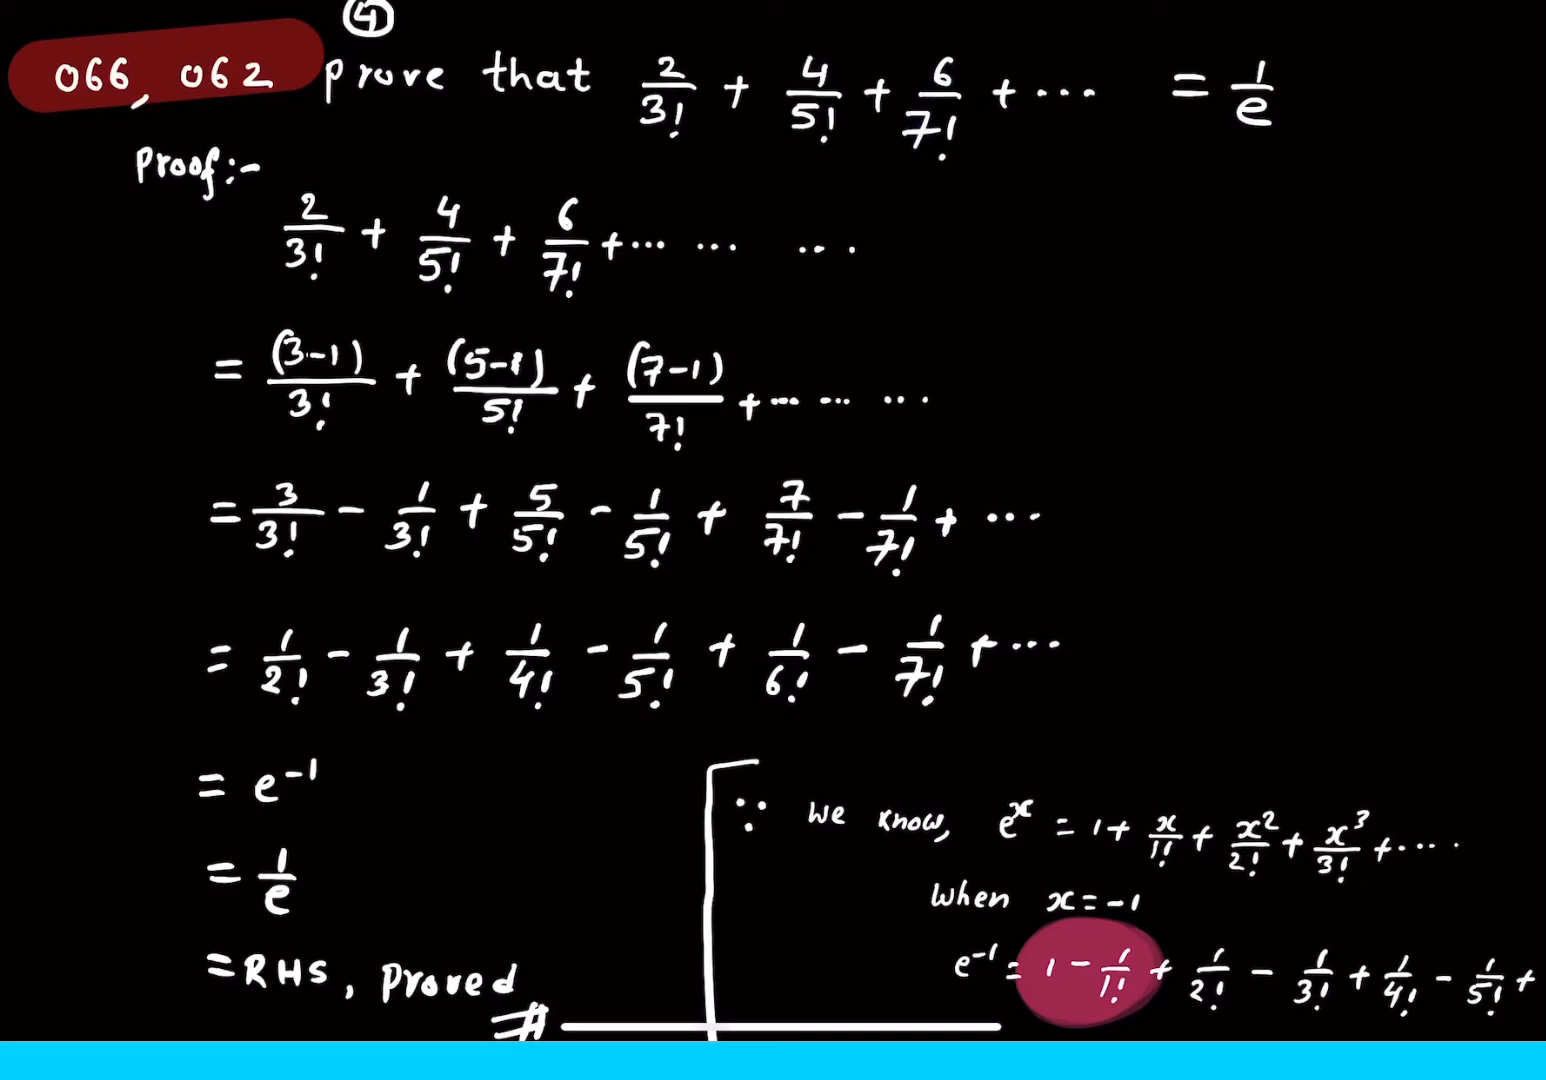 ④
066, 062 prove that 2/3! + 4/5! + 6/7! + ... = 1/e
Proof:-
2/3! + 4/5! + 6/7! + ... ... ...
= (3-1)/3! + (5-1)/5! + (7-1)/7! + ... ... ...
= 3/3! - 1/3! + 5/5! - 1/5! + 7/7! - 1/7! + ...
= 1/2! - 1/3! + 1/4! - 1/5! + 1/6! - 1/7! + ...
= e⁻¹
= 1/e
= RHS, Proved
∵ We know, eˣ = 1 + x/1! + x²/2! + x³/3! + ....
When x = -1
e⁻¹ = 1 - 1/1! + 1/2! - 1/3! + 1/4! - 1/5! +